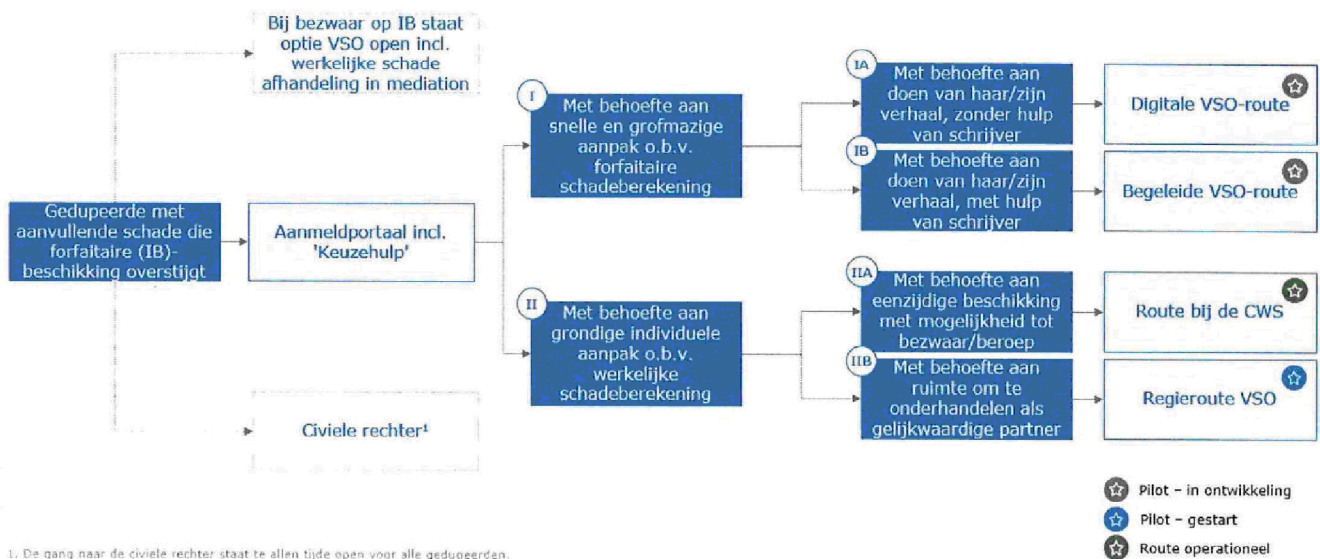 Bij bezwaar op IB staat
optie VSO open incl.
werkelijke schade
afhandeling in mediation
Gedupeerde met
aanvullende schade die
forfaitaire (IB)-
beschikking overstijgt
Aanmeldportaal incl.
'Keuzehulp'
Civiele rechter¹
I
Met behoefte aan
snelle en grofmazige
aanpak o.b.v.
forfaitaire
schadeberekening
II
Met behoefte aan
grondige individuele
aanpak o.b.v.
werkelijke
schadeberekening
IA
Met behoefte aan
doen van haar/zijn
verhaal, zonder hulp
van schrijver
Digitale VSO-route
IB
Met behoefte aan
doen van haar/zijn
verhaal, met hulp
van schrijver
Begeleide VSO-route
IIA
Met behoefte aan
eenzijdige beschikking
met mogelijkheid tot
bezwaar/beroep
Route bij de CWS
IIB
Met behoefte aan
ruimte om te
onderhandelen als
gelijkwaardige partner
Regieroute VSO
Pilot – in ontwikkeling
Pilot – gestart
Route operationeel
1. De gang naar de civiele rechter staat te allen tijde open voor alle gedupeerden.